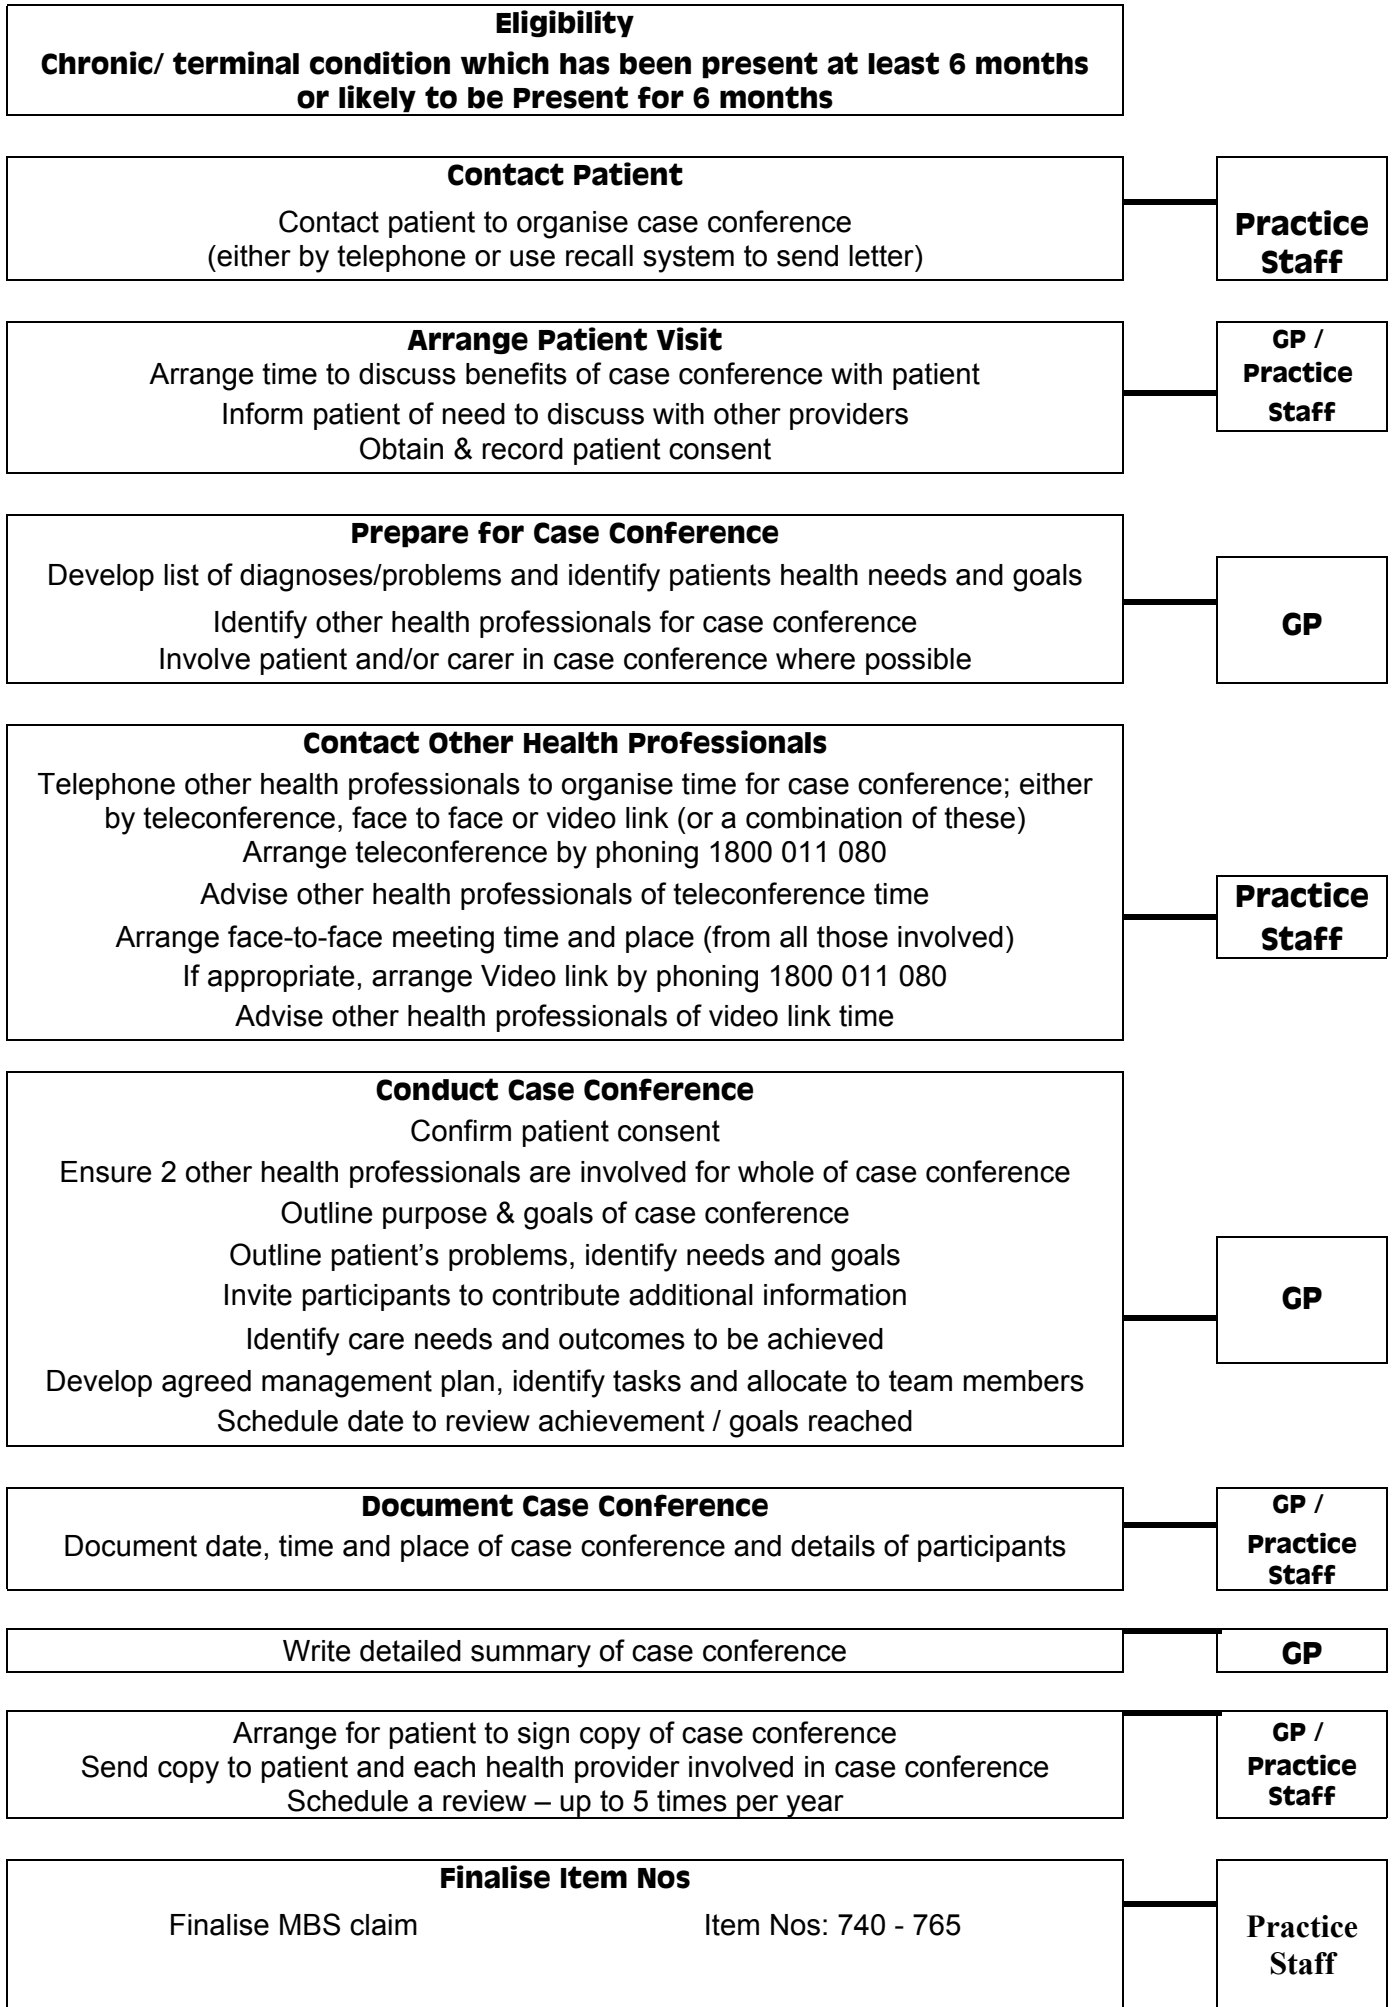 Eligibility
Chronic/ terminal condition which has been present at least 6 months
or likely to be Present for 6 months
Contact Patient
Contact patient to organise case conference
(either by telephone or use recall system to send letter)
Practice
Staff
Arrange Patient Visit
Arrange time to discuss benefits of case conference with patient
Inform patient of need to discuss with other providers
Obtain & record patient consent
GP /
Practice
Staff
Prepare for Case Conference
Develop list of diagnoses/problems and identify patients health needs and goals
Identify other health professionals for case conference
Involve patient and/or carer in case conference where possible
GP
Contact Other Health Professionals
Telephone other health professionals to organise time for case conference; either
by teleconference, face to face or video link (or a combination of these)
Arrange teleconference by phoning 1800 011 080
Advise other health professionals of teleconference time
Arrange face-to-face meeting time and place (from all those involved)
If appropriate, arrange Video link by phoning 1800 011 080
Advise other health professionals of video link time
Practice
Staff
Conduct Case Conference
Confirm patient consent
Ensure 2 other health professionals are involved for whole of case conference
Outline purpose & goals of case conference
Outline patient’s problems, identify needs and goals
Invite participants to contribute additional information
Identify care needs and outcomes to be achieved
Develop agreed management plan, identify tasks and allocate to team members
Schedule date to review achievement / goals reached
GP
Document Case Conference
Document date, time and place of case conference and details of participants
GP /
Practice
Staff
Write detailed summary of case conference
GP
Arrange for patient to sign copy of case conference
Send copy to patient and each health provider involved in case conference
Schedule a review – up to 5 times per year
GP /
Practice
Staff
Finalise Item Nos
Finalise MBS claim Item Nos: 740 - 765
Practice
Staff